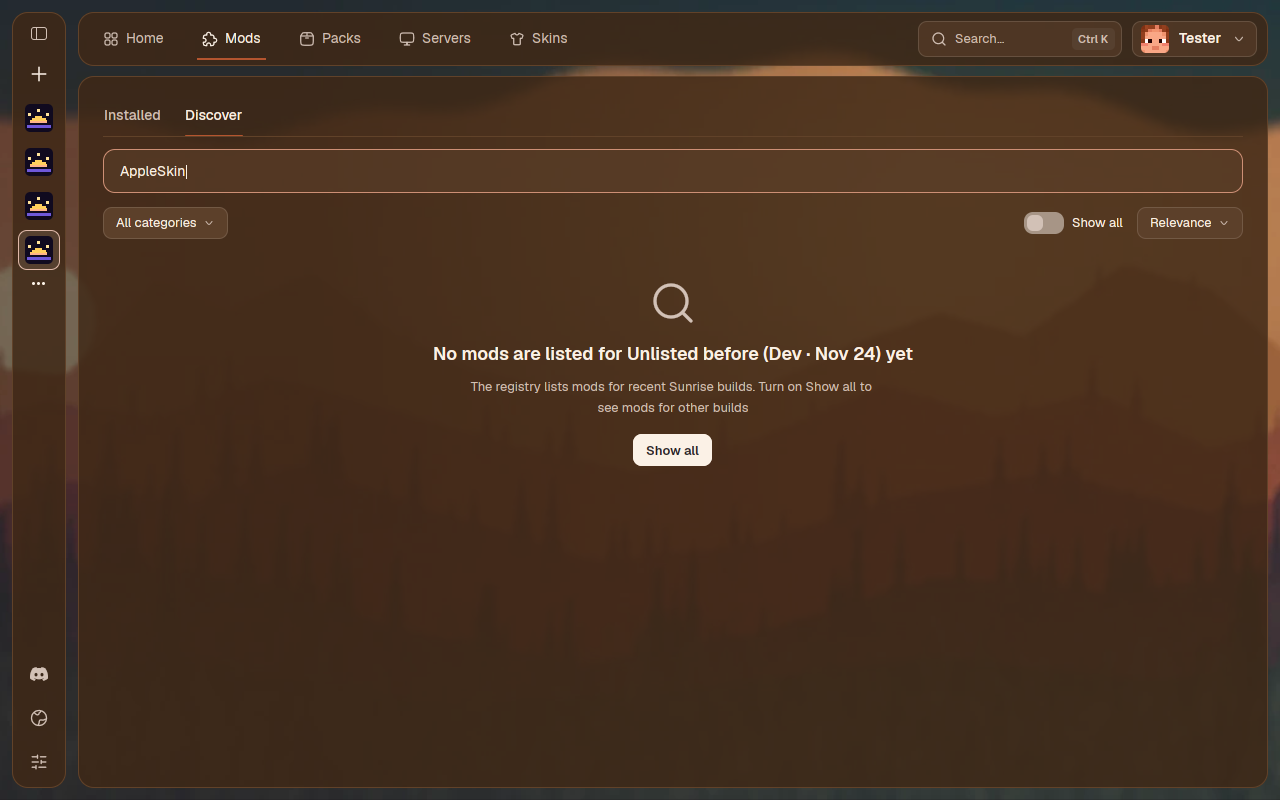 Home
Mods
Packs
Servers
Skins
Search...
Ctrl K
Tester
Installed
Discover
AppleSkin
All categories
Show all
Relevance
No mods are listed for Unlisted before (Dev · Nov 24) yet
The registry lists mods for recent Sunrise builds. Turn on Show all to
see mods for other builds
Show all